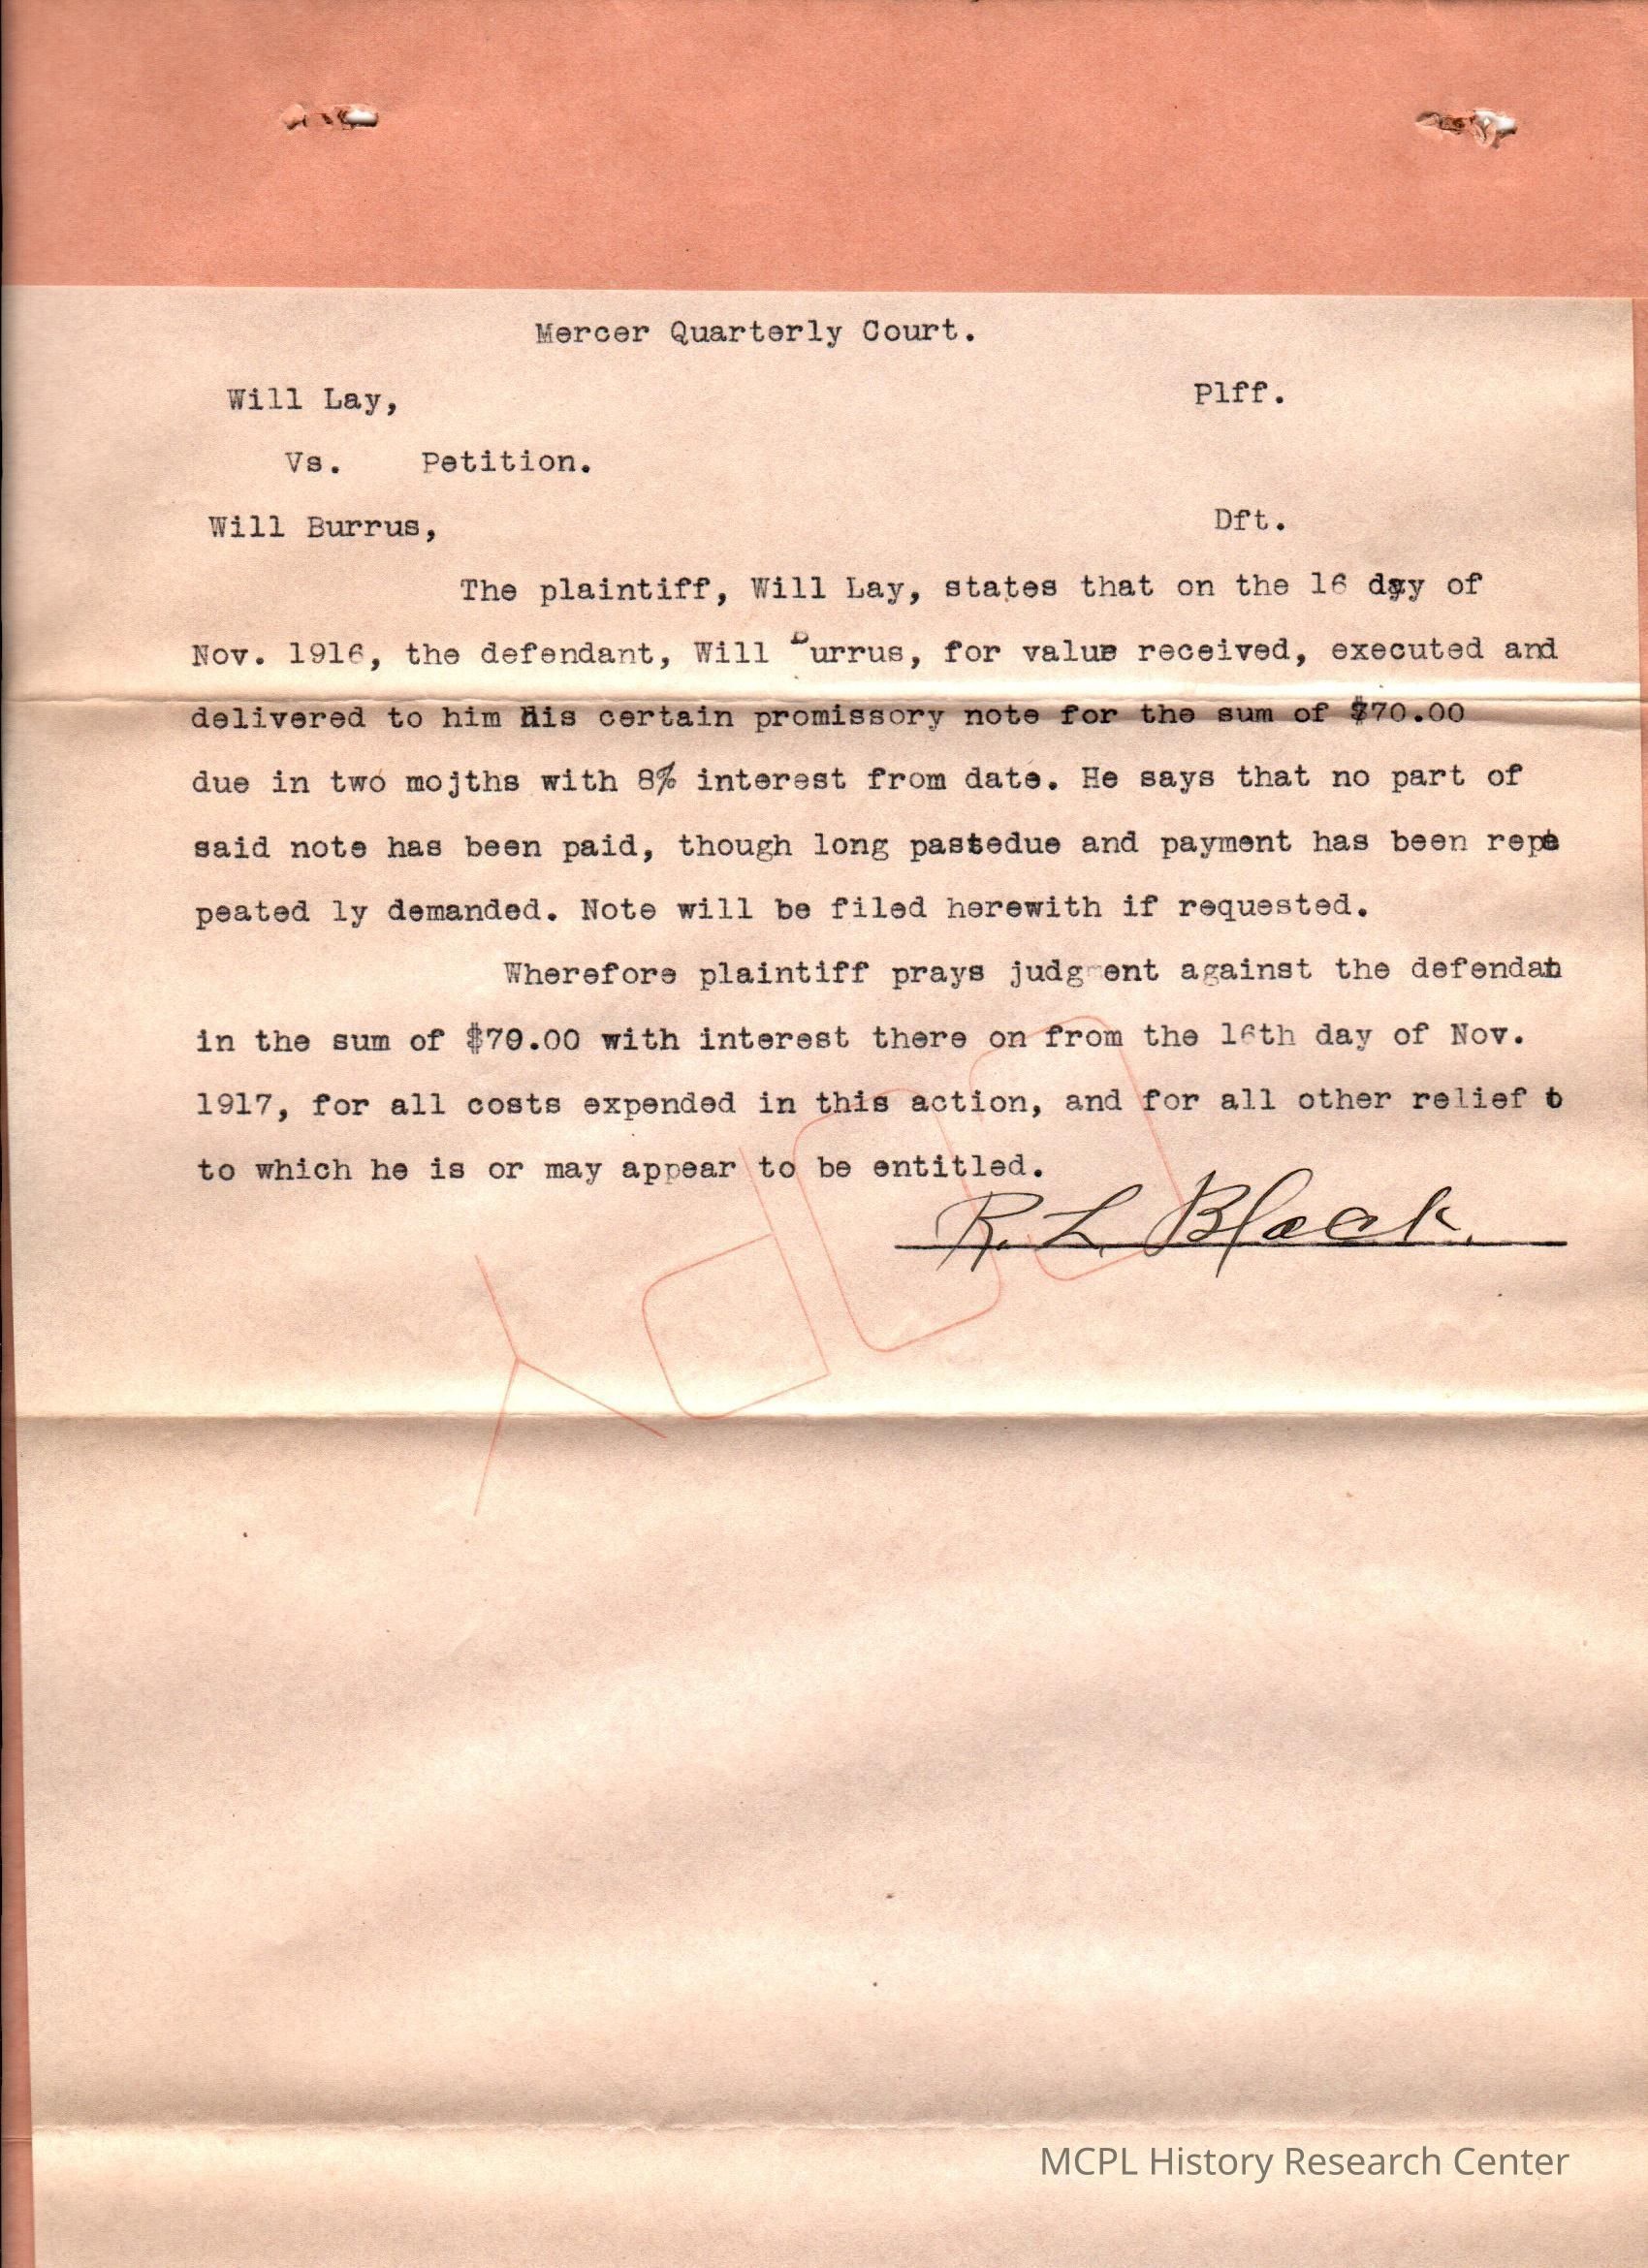 Mercer Quarterly Court.
Will Lay, Plff.
Vs. Petition.
Will Burrus, Dft.
The plaintiff, Will Lay, states that on the 16 day of
Nov. 1916, the defendant, Will Burrus, for value received, executed and
delivered to him his certain promissory note for the sum of $70.00
due in two mojths with 8% interest from date. He says that no part of
said note has been paid, though long pastedue and payment has been repe
peated ly demanded. Note will be filed herewith if requested.
Wherefore plaintiff prays judgment against the defendat
in the sum of $70.00 with interest there on from the 16th day of Nov.
1917, for all costs expended in this action, and for all other relief t
to which he is or may appear to be entitled.
R. L. Black.
COPY
MCPL History Research Center